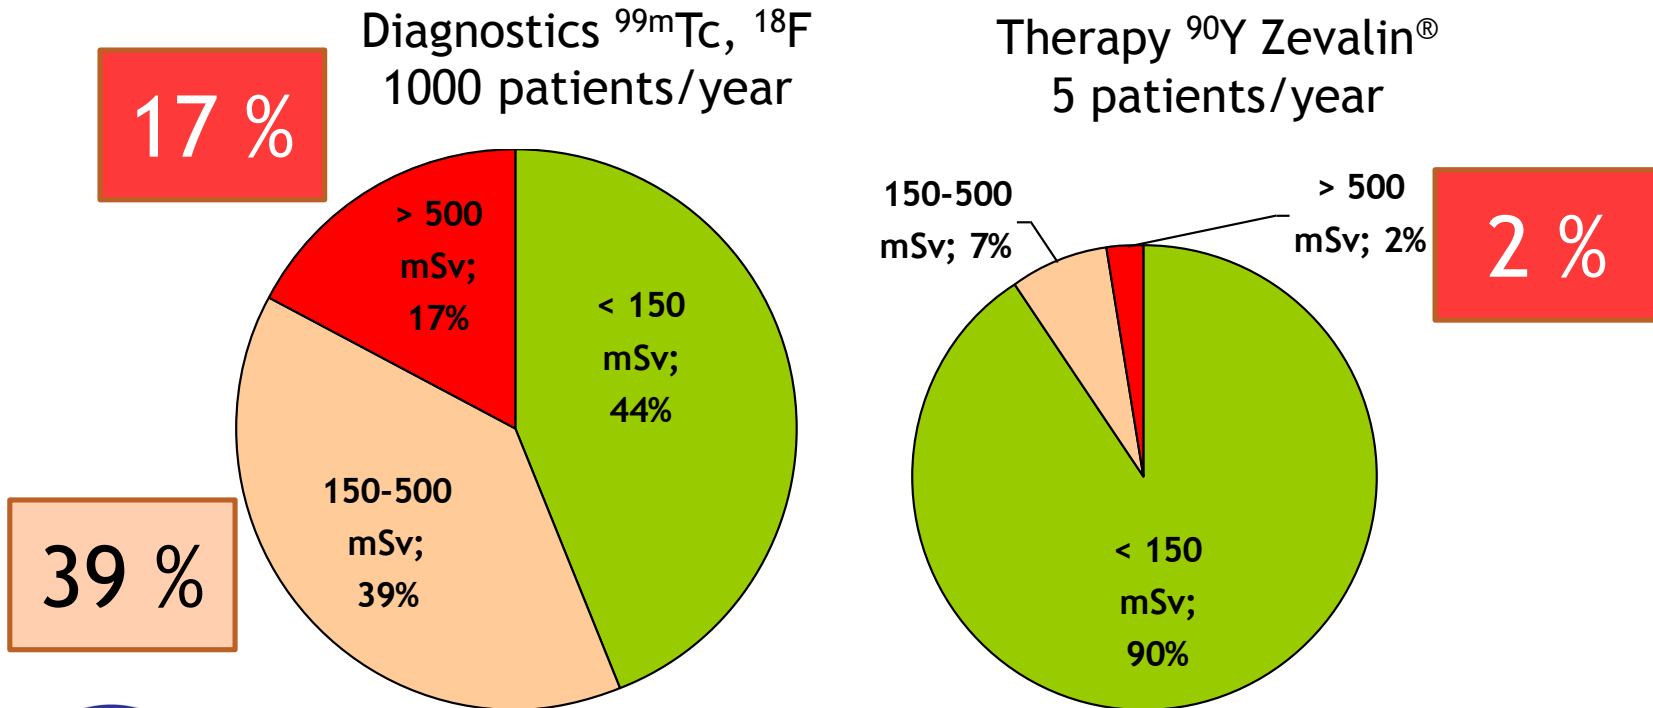 Diagnostics ⁹⁹ᵐTc, ¹⁸F
1000 patients/year
17 %
> 500
mSv;
17%
< 150
mSv;
44%
150-500
mSv;
39%
39 %
Therapy ⁹⁰Y Zevalin®
5 patients/year
150-500
mSv; 7%
> 500
mSv; 2%
2 %
< 150
mSv;
90%